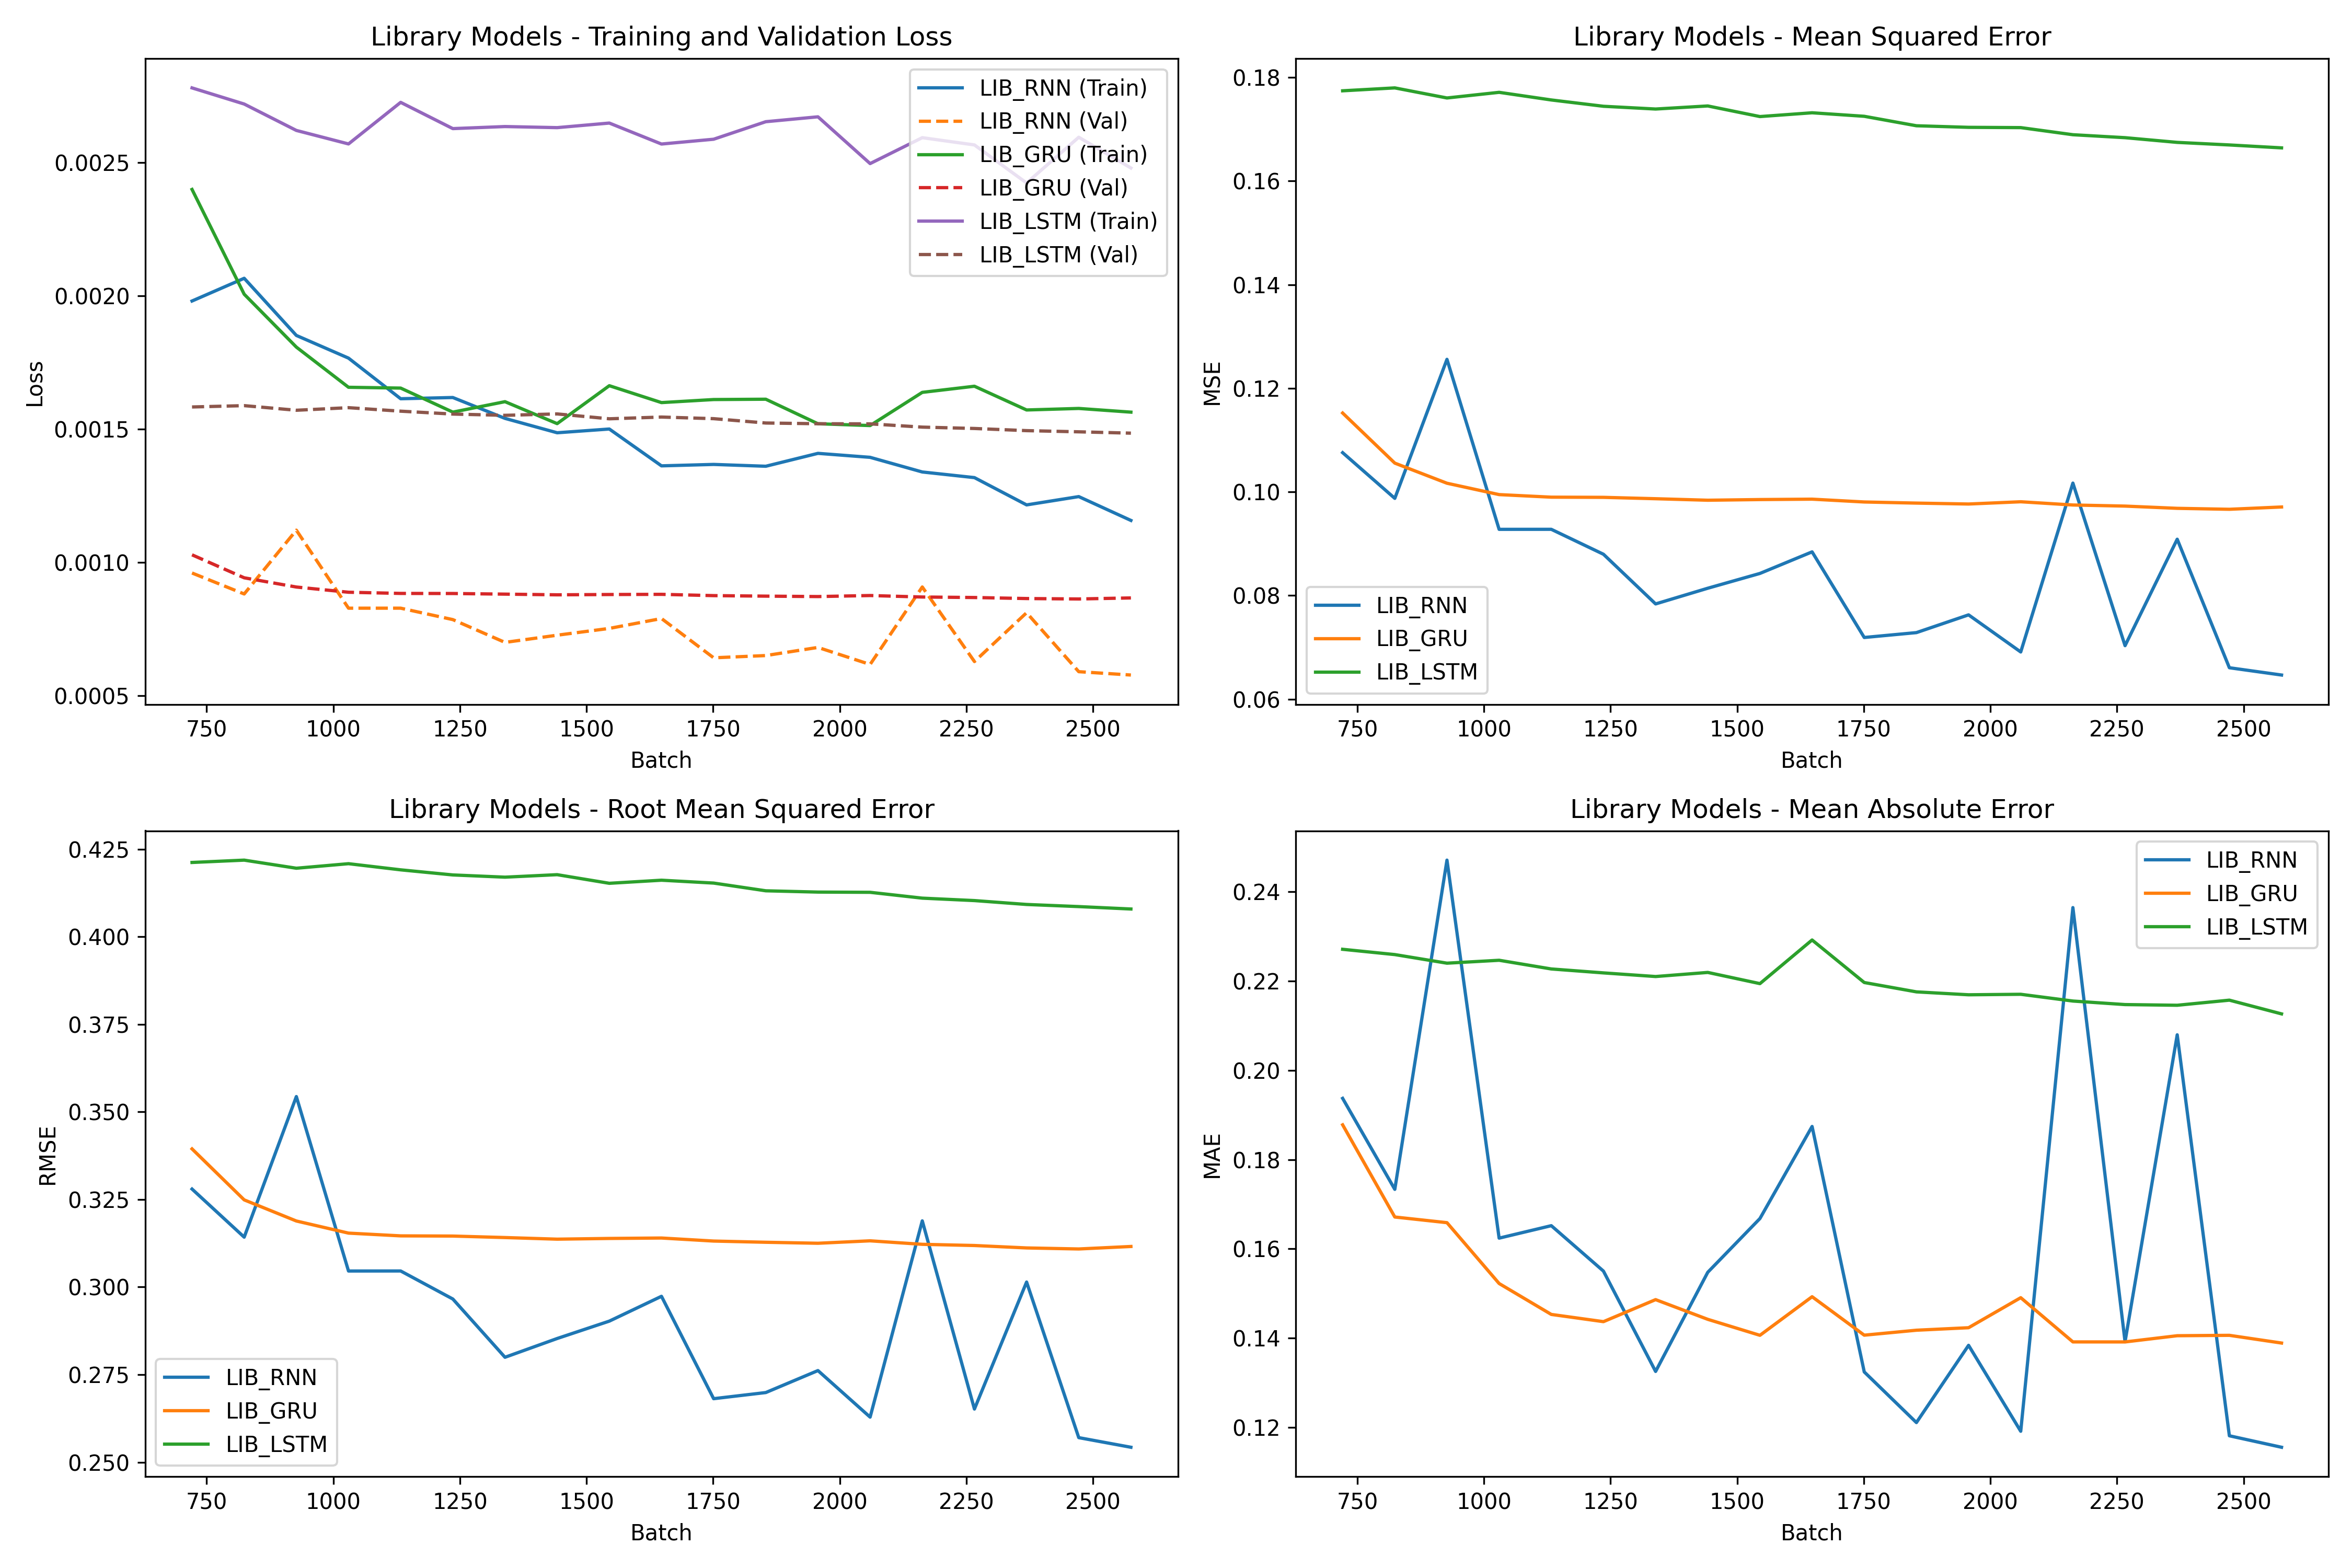 Library Models - Training and Validation Loss
Loss
0.0025
0.0020
0.0015
0.0010
0.0005
LIB_RNN (Train)
LIB_RNN (Val)
LIB_GRU (Train)
LIB_GRU (Val)
LIB_LSTM (Train)
LIB_LSTM (Val)
750 1000 1250 1500 1750 2000 2250 2500
Batch
Library Models - Mean Squared Error
MSE
0.18
0.16
0.14
0.12
0.10
0.08
0.06
LIB_RNN
LIB_GRU
LIB_LSTM
750 1000 1250 1500 1750 2000 2250 2500
Batch
Library Models - Root Mean Squared Error
RMSE
0.425
0.400
0.375
0.350
0.325
0.300
0.275
0.250
LIB_RNN
LIB_GRU
LIB_LSTM
750 1000 1250 1500 1750 2000 2250 2500
Batch
Library Models - Mean Absolute Error
MAE
0.24
0.22
0.20
0.18
0.16
0.14
0.12
LIB_RNN
LIB_GRU
LIB_LSTM
750 1000 1250 1500 1750 2000 2250 2500
Batch